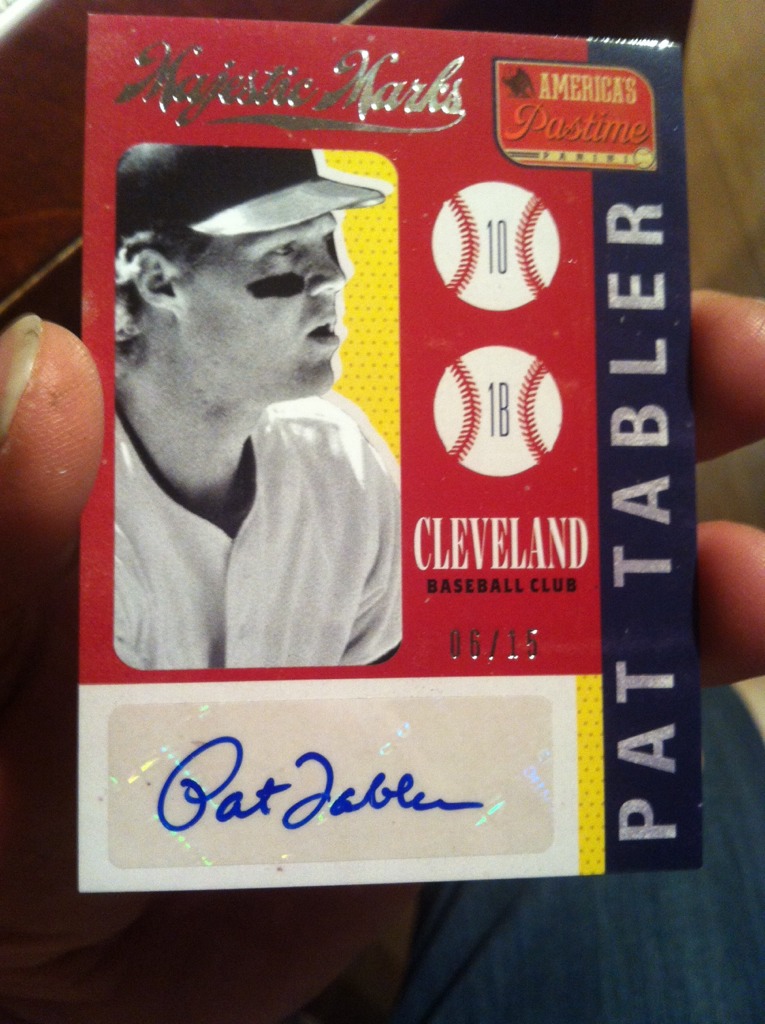 Majestic Marks
AMERICA'S
Pastime
PANINI
10
1B
CLEVELAND
BASEBALL CLUB
06/15
PAT TABLER
Pat Tabler